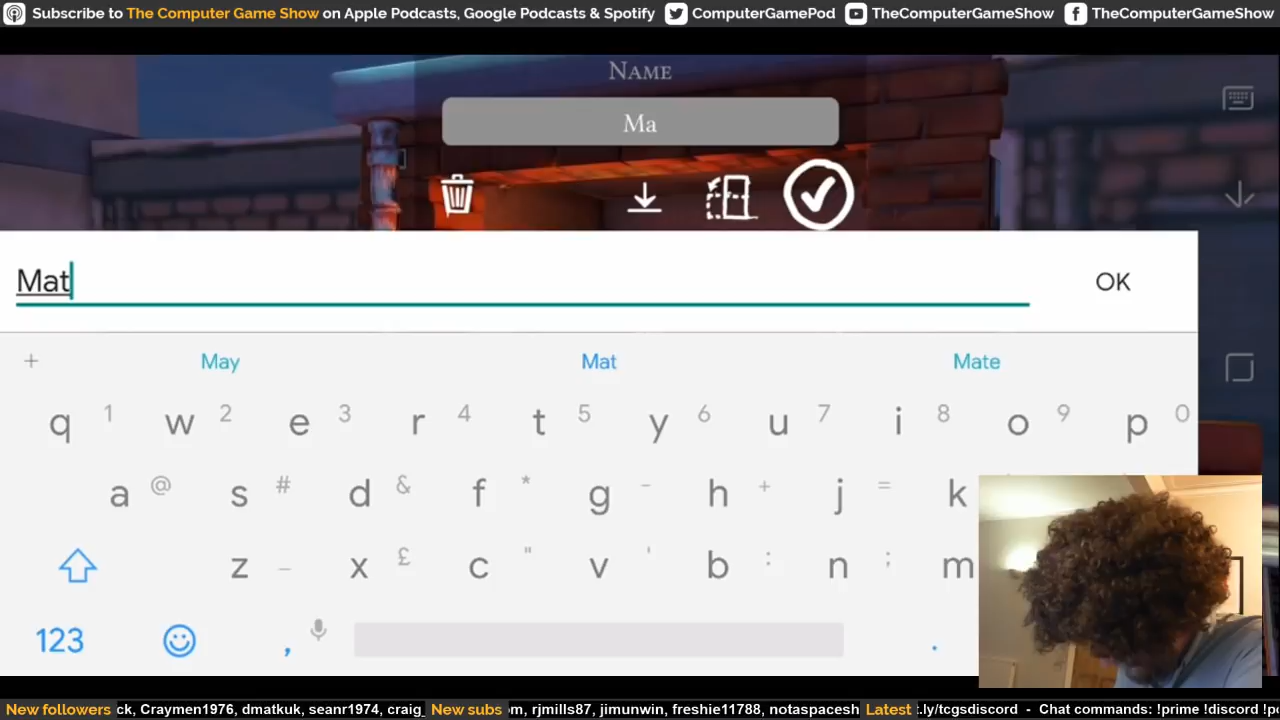 Subscribe to The Computer Game Show on Apple Podcasts, Google Podcasts & Spotify ComputerGamePod TheComputerGameShow TheComputerGameShow
NAME
Ma
Mat
OK
+ May Mat Mate
q 1 w 2 e 3 r 4 t 5 y 6 u 7 i 8 o 9 p 0
a @ s # d & f * g - h + j = k
z _ x £ c " v ' b : n ; m
123 , .
New followers ck, Craymen1976, dmatkuk, seanr1974, craig_ New subs om, rjmills87, jimunwin, freshie11788, notaspacesh Latest :.ly/tcgsdiscord - Chat commands: !prime !discord !p